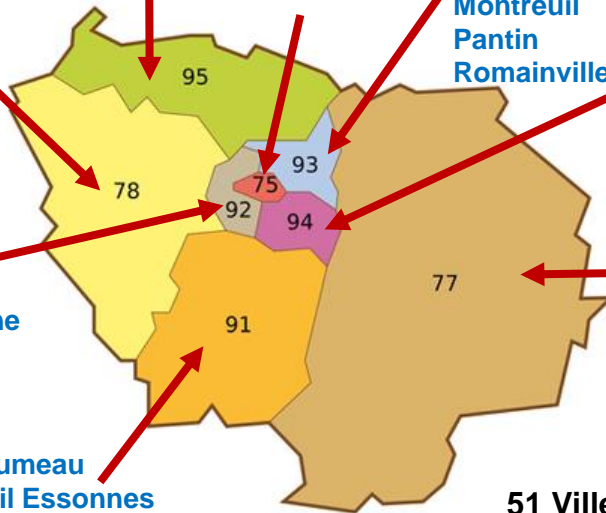 Montreuil
Pantin
Romainville
95
93
75
78
92
94
77
ne
91
umeau
il Essonnes
51 Ville